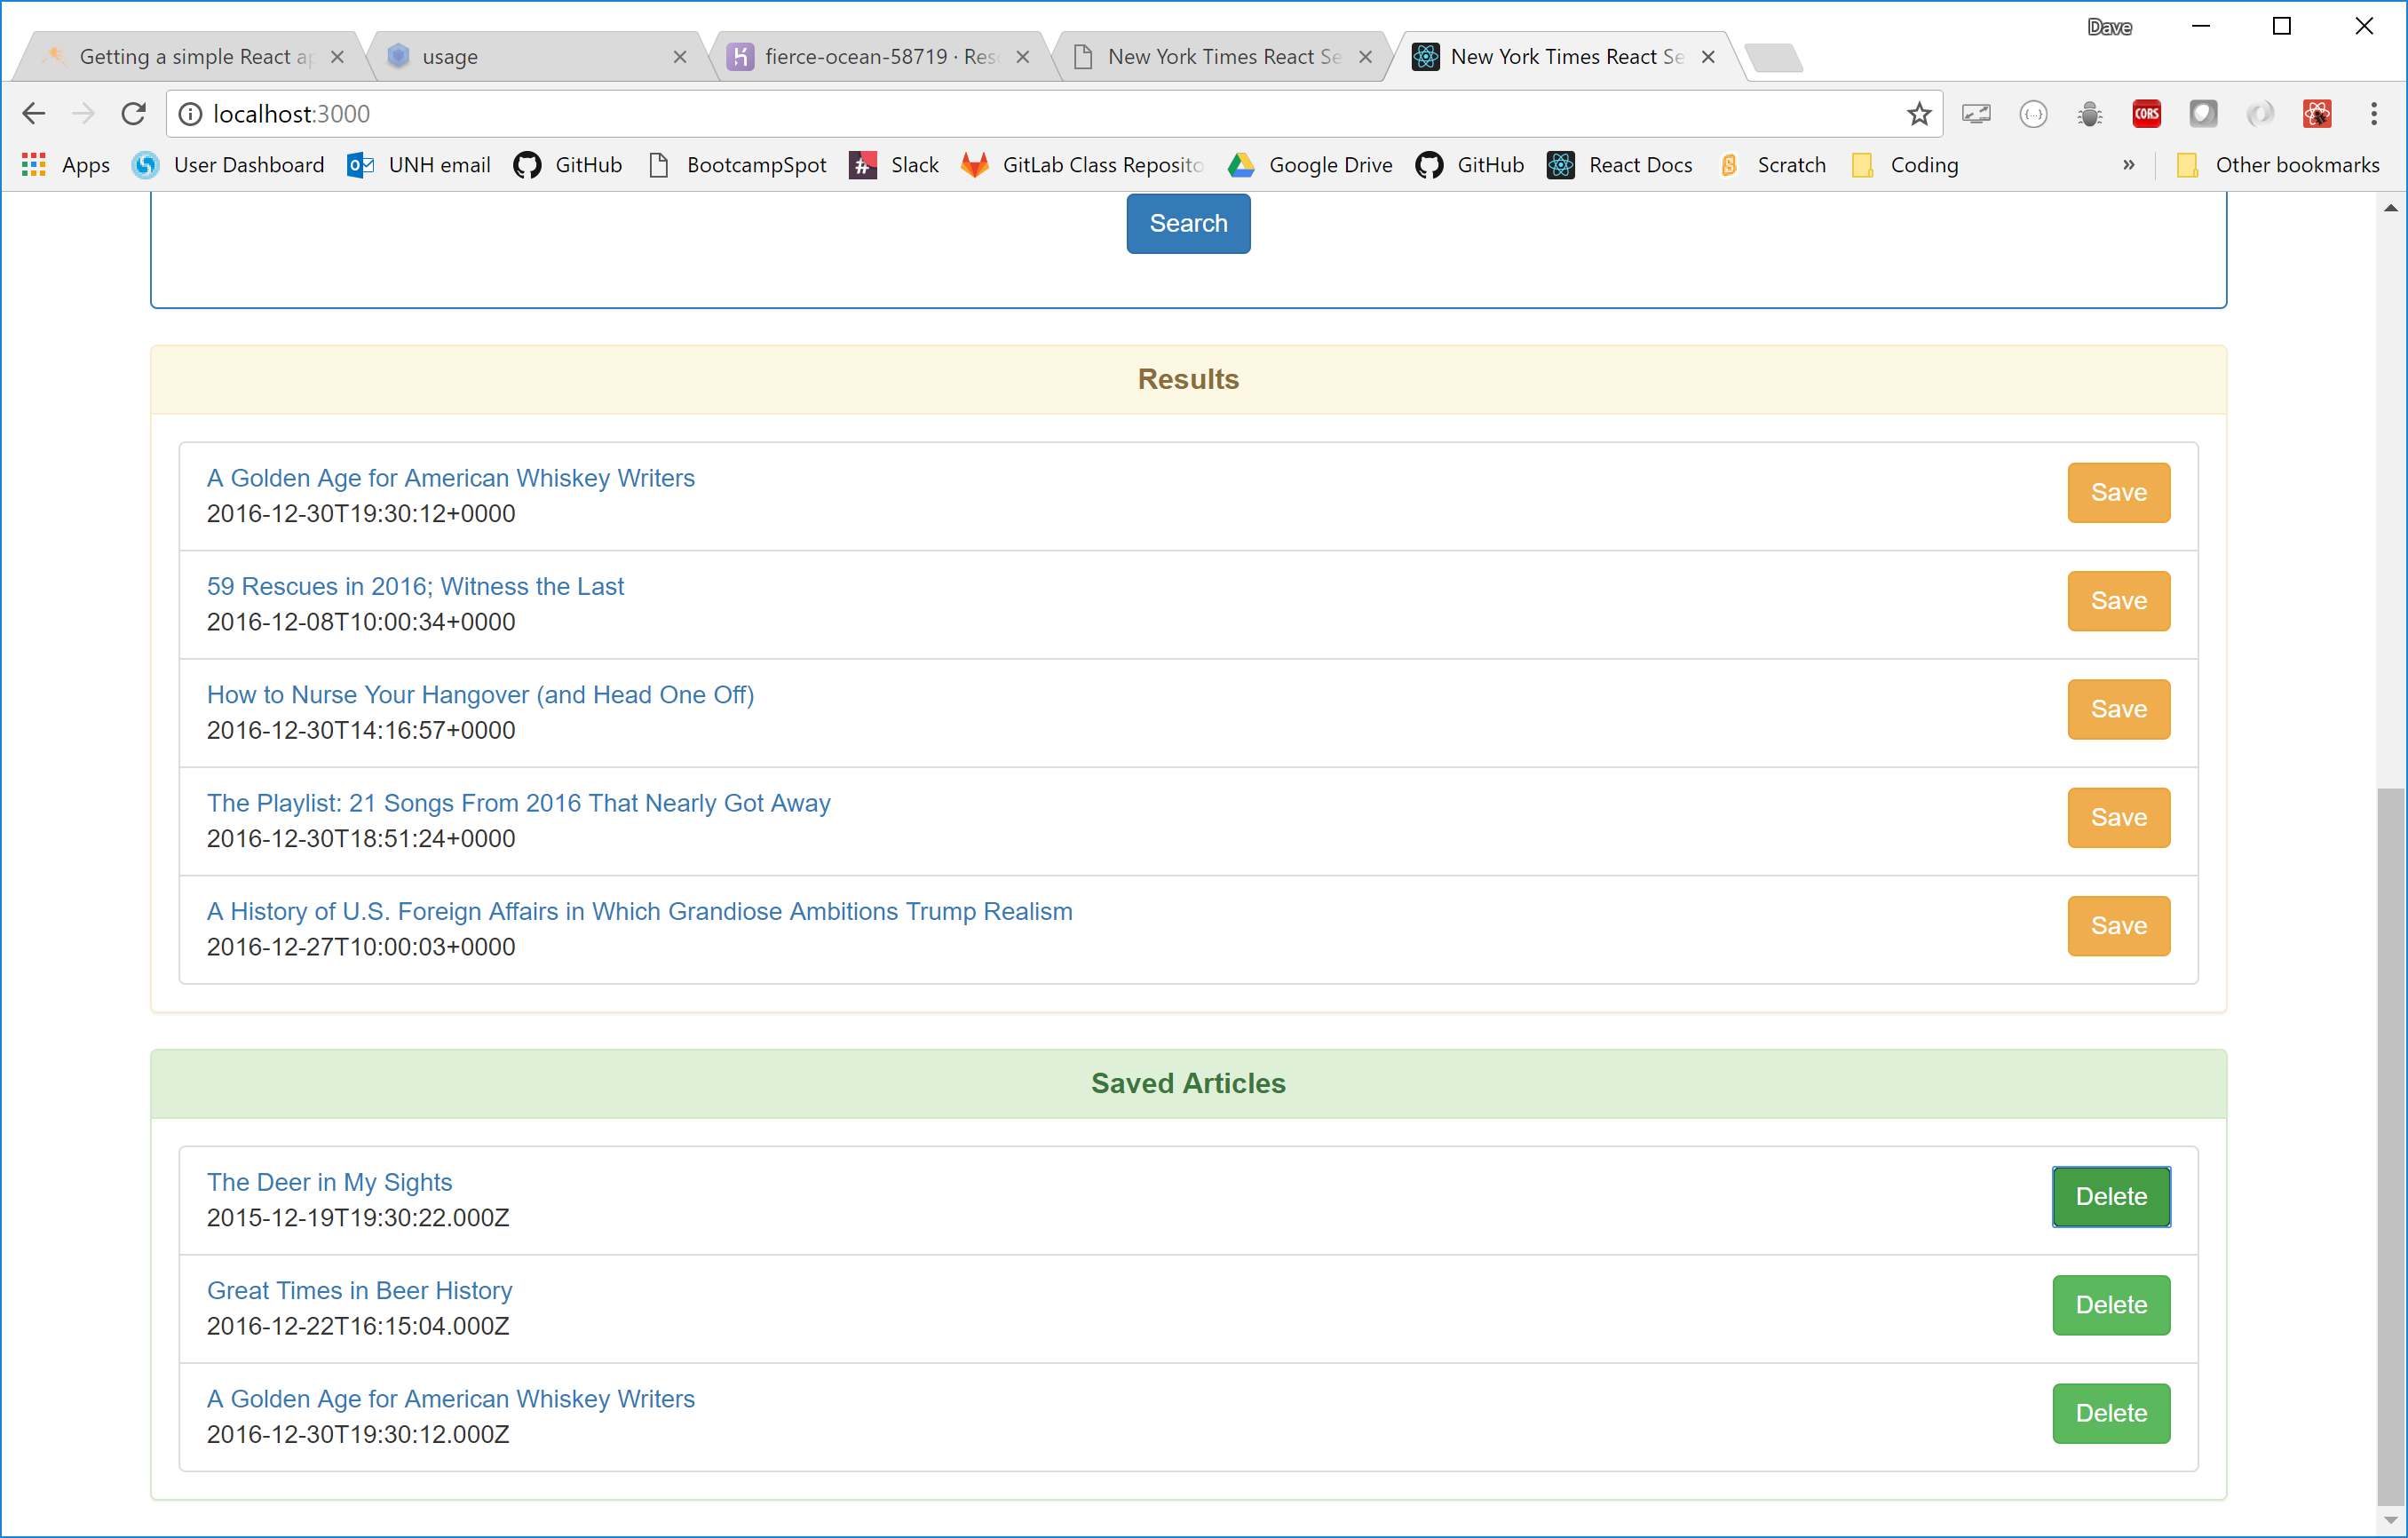 Dave
Getting a simple React ap
usage
fierce-ocean-58719 · Res
New York Times React Se
New York Times React Se
localhost:3000
CORS
Apps
User Dashboard
UNH email
GitHub
BootcampSpot
Slack
GitLab Class Reposito
Google Drive
GitHub
React Docs
Scratch
Coding
»
Other bookmarks
Search
Results
A Golden Age for American Whiskey Writers
2016-12-30T19:30:12+0000
Save
59 Rescues in 2016; Witness the Last
2016-12-08T10:00:34+0000
Save
How to Nurse Your Hangover (and Head One Off)
2016-12-30T14:16:57+0000
Save
The Playlist: 21 Songs From 2016 That Nearly Got Away
2016-12-30T18:51:24+0000
Save
A History of U.S. Foreign Affairs in Which Grandiose Ambitions Trump Realism
2016-12-27T10:00:03+0000
Save
Saved Articles
The Deer in My Sights
2015-12-19T19:30:22.000Z
Delete
Great Times in Beer History
2016-12-22T16:15:04.000Z
Delete
A Golden Age for American Whiskey Writers
2016-12-30T19:30:12.000Z
Delete